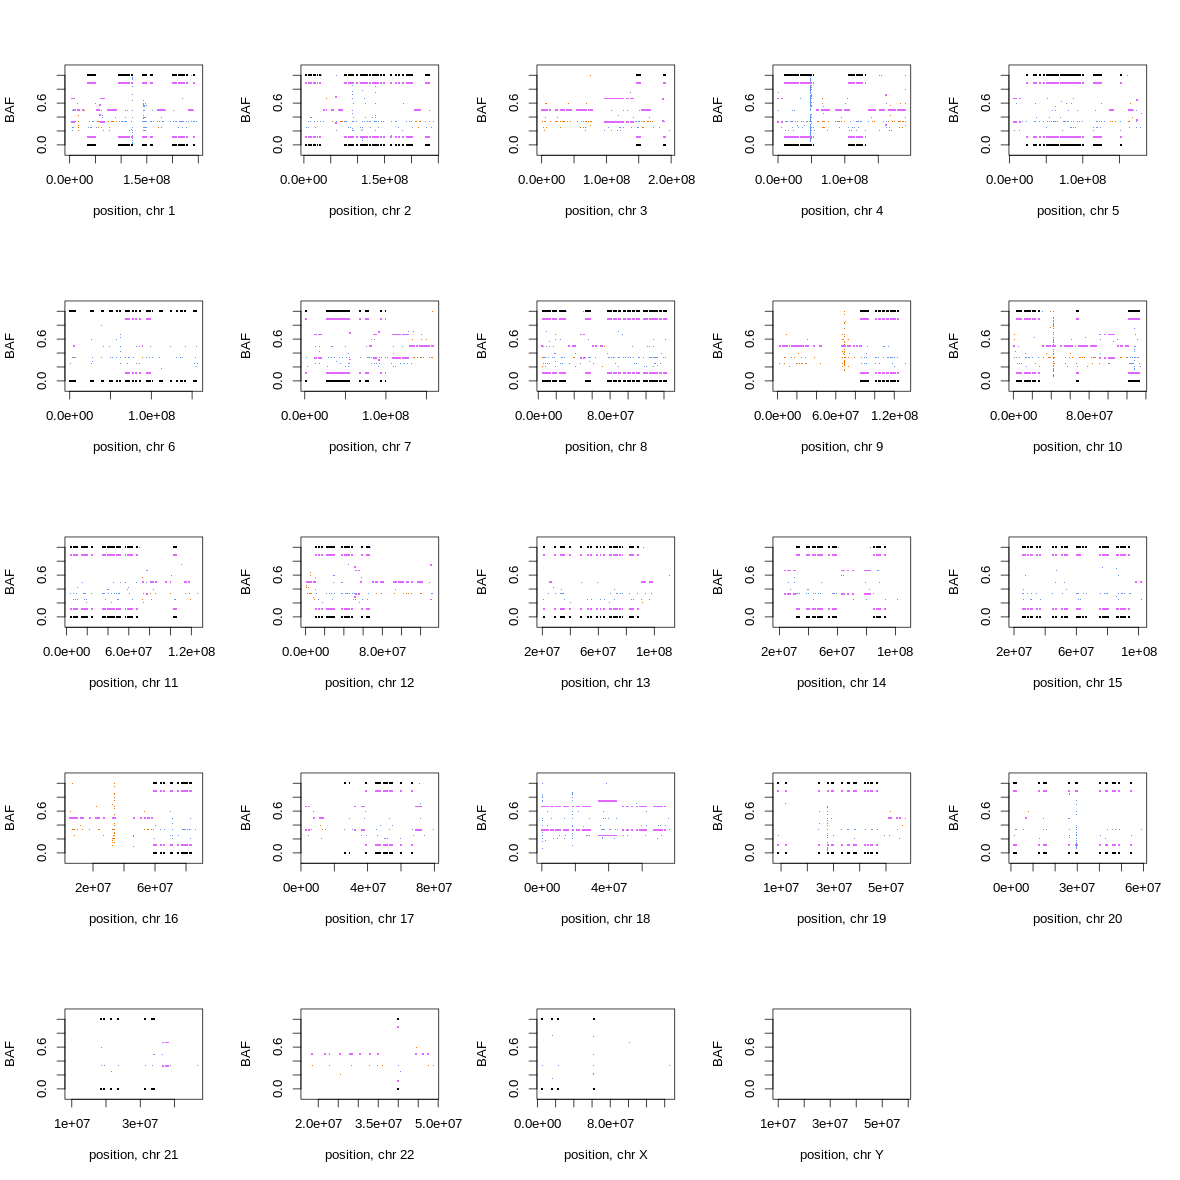 BAF
0.0 0.6
0.0e+00 1.5e+08
position, chr 1
BAF
0.0 0.6
0.0e+00 1.5e+08
position, chr 2
BAF
0.0 0.6
0.0e+00 1.0e+08 2.0e+08
position, chr 3
BAF
0.0 0.6
0.0e+00 1.0e+08
position, chr 4
BAF
0.0 0.6
0.0e+00 1.0e+08
position, chr 5
BAF
0.0 0.6
0.0e+00 1.0e+08
position, chr 6
BAF
0.0 0.6
0.0e+00 1.0e+08
position, chr 7
BAF
0.0 0.6
0.0e+00 8.0e+07
position, chr 8
BAF
0.0 0.6
0.0e+00 6.0e+07 1.2e+08
position, chr 9
BAF
0.0 0.6
0.0e+00 8.0e+07
position, chr 10
BAF
0.0 0.6
0.0e+00 6.0e+07 1.2e+08
position, chr 11
BAF
0.0 0.6
0.0e+00 8.0e+07
position, chr 12
BAF
0.0 0.6
2e+07 6e+07 1e+08
position, chr 13
BAF
0.0 0.6
2e+07 6e+07 1e+08
position, chr 14
BAF
0.0 0.6
2e+07 6e+07 1e+08
position, chr 15
BAF
0.0 0.6
2e+07 6e+07
position, chr 16
BAF
0.0 0.6
0e+00 4e+07 8e+07
position, chr 17
BAF
0.0 0.6
0e+00 4e+07
position, chr 18
BAF
0.0 0.6
1e+07 3e+07 5e+07
position, chr 19
BAF
0.0 0.6
0e+00 3e+07 6e+07
position, chr 20
BAF
0.0 0.6
1e+07 3e+07
position, chr 21
BAF
0.0 0.6
2.0e+07 3.5e+07 5.0e+07
position, chr 22
BAF
0.0 0.6
0.0e+00 8.0e+07
position, chr X
BAF
0.0 0.6
1e+07 3e+07 5e+07
position, chr Y